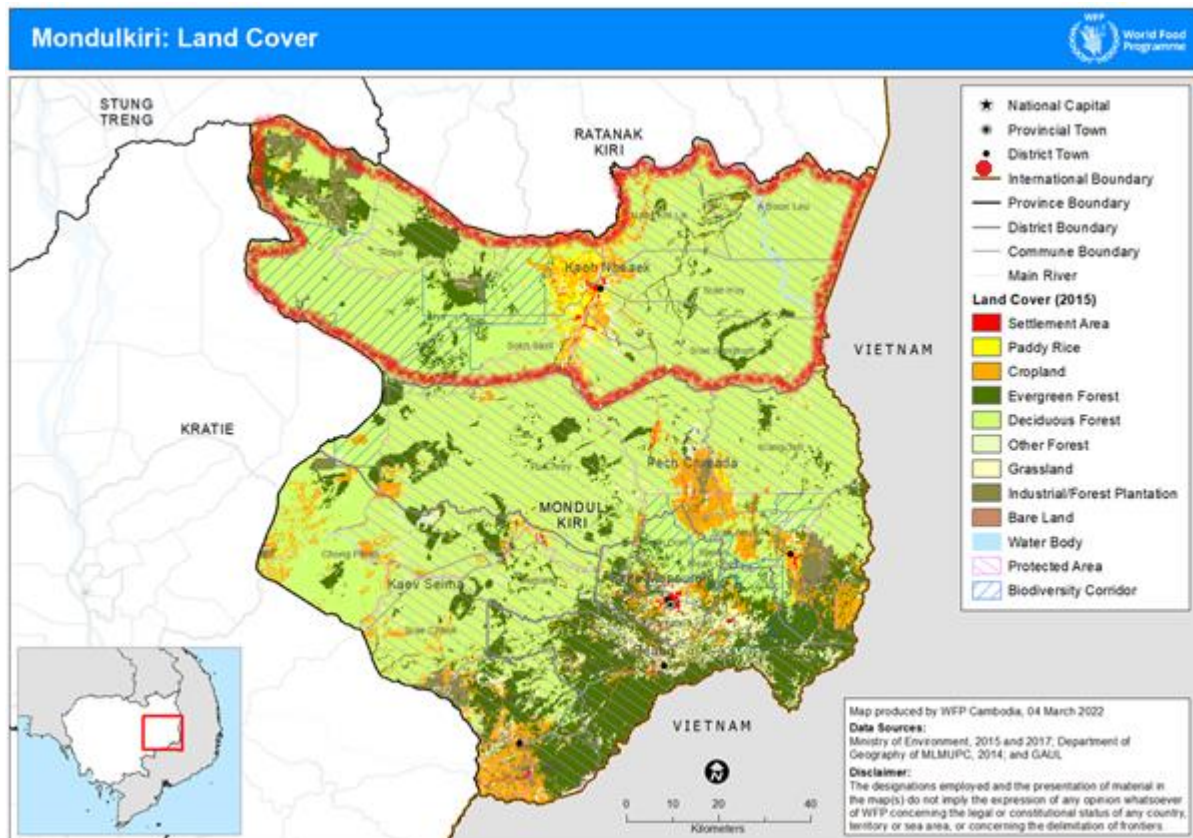 Mondulkiri: Land Cover
WFP
World Food
Programme
STUNG
TRENG
RATANAK
KIRI
Kaoh Nheaek
VIETNAM
KRATIE
Pech Chreada
MONDUL
KIRI
Kaev Seima
VIETNAM
National Capital
Provincial Town
District Town
International Boundary
Province Boundary
District Boundary
Commune Boundary
Main River
Land Cover (2015)
Settlement Area
Paddy Rice
Cropland
Evergreen Forest
Deciduous Forest
Other Forest
Grassland
Industrial/Forest Plantation
Bare Land
Water Body
Protected Area
Biodiversity Corridor
N
0 10 20 40
Kilometers
Map produced by WFP Cambodia, 04 March 2022
Data Sources:
Ministry of Environment, 2015 and 2017; Department of
Geography of MLMUPC, 2014; and GAUL
Disclaimer:
The designations employed and the presentation of material in
the map(s) do not imply the expression of any opinion whatsoever
of WFP concerning the legal or constitutional status of any country,
territory or sea area, or concerning the delimitation of frontiers